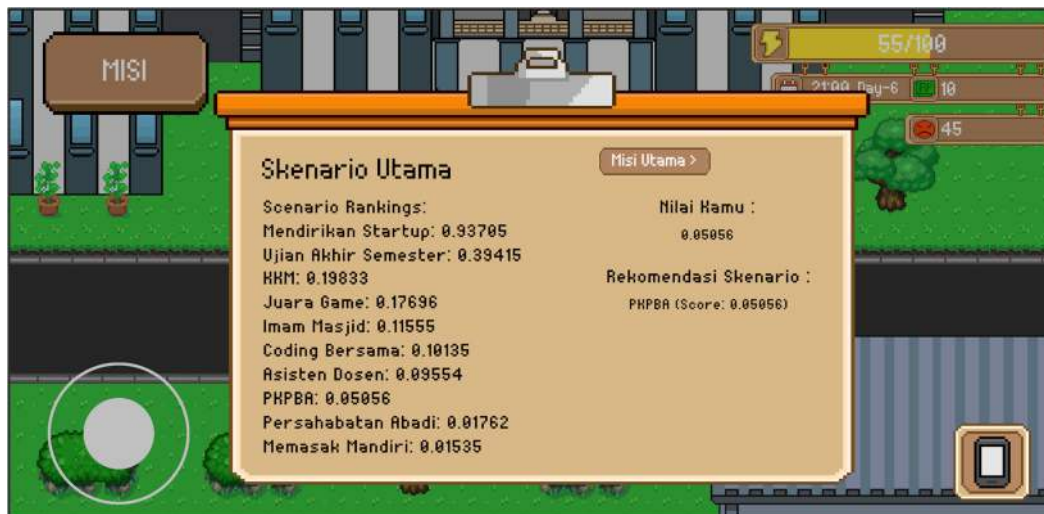 MISI
55/100
21:00 Day-6
10
45
Skenario Utama
Misi Utama >
Scenario Rankings:
Mendirikan Startup: 0.93705
Ujian Akhir Semester: 0.39415
KKM: 0.19833
Juara Game: 0.17696
Imam Masjid: 0.11555
Coding Bersama: 0.10135
Asisten Dosen: 0.09554
PKPBA: 0.05056
Persahabatan Abadi: 0.01762
Memasak Mandiri: 0.01535
Nilai Kamu :
0.05056
Rekomendasi Skenario :
PKPBA (Score: 0.05056)